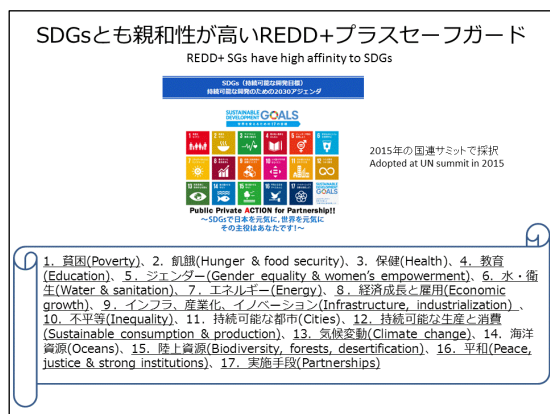 SDGsとも親和性が高いREDD+プラスセーフガード
REDD+ SGs have high affinity to SDGs
SDGs（持続可能な開発目標）
持続可能な開発のための2030アジェンダ
SUSTAINABLE DEVELOPMENT GOALS
2015年の国連サミットで採択
Adopted at UN summit in 2015
Public Private ACTION for Partnership!!
～SDGsで日本を元気に,世界を元気に
その主役はあなたです!～
1．貧困(Poverty)、2．飢餓(Hunger & food security)、3．保健(Health)、4．教育
(Education)、5．ジェンダー(Gender equality & women's empowerment)、6．水・衛
生(Water & sanitation)、7．エネルギー(Energy)、8．経済成長と雇用(Economic
growth)、9．インフラ、産業化、イノベーション(Infrastructure, industrialization)、
10．不平等(Inequality)、11．持続可能な都市(Cities)、12．持続可能な生産と消費
(Sustainable consumption & production)、13．気候変動(Climate change)、14．海洋
資源(Oceans)、15．陸上資源(Biodiversity, forests, desertification)、16．平和(Peace,
justice & strong institutions)、17．実施手段(Partnerships)